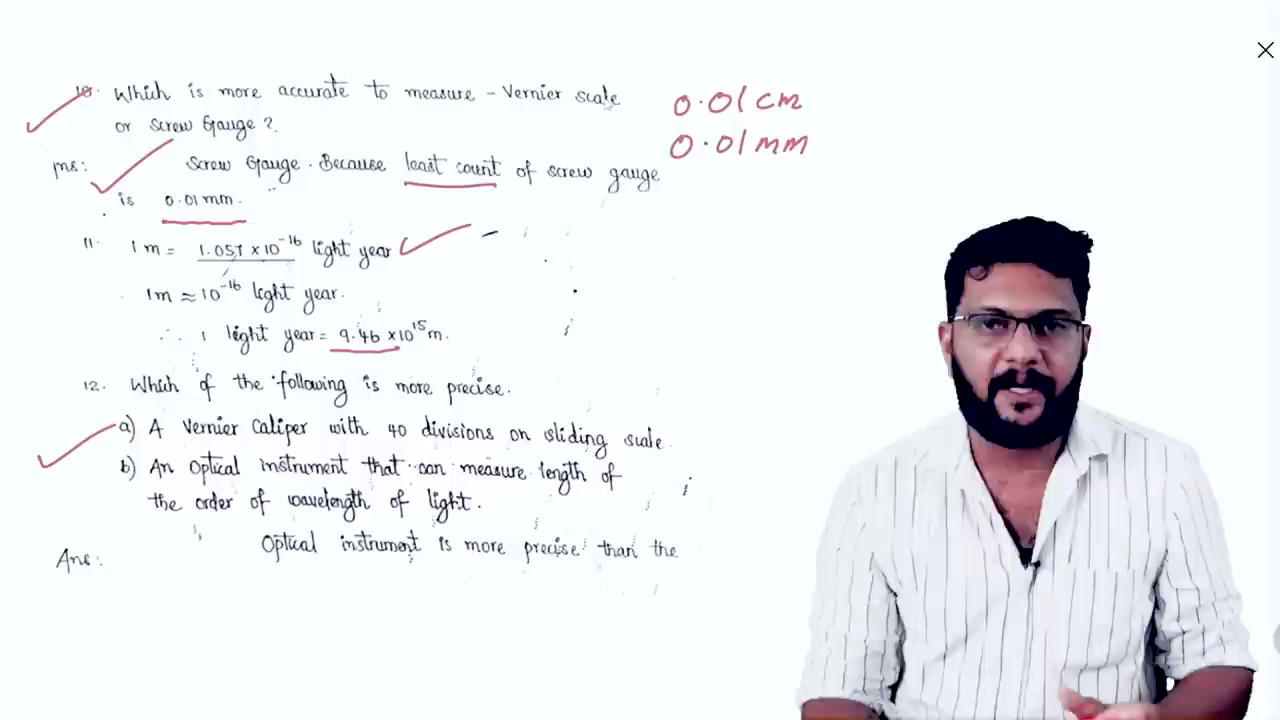 10. Which is more accurate to measure - Vernier scale
or screw Gauge ?
0.01 cm
0.01 mm
Ans: Screw Gauge. Because least count of screw gauge
is 0.01 mm.
11. 1 m = 1.057 × 10⁻¹⁶ light year
1m ≈ 10⁻¹⁶ light year.
∴ 1 light year = 9.46 × 10¹⁵ m.
12. Which of the following is more precise.
a) A Vernier Caliper with 40 divisions on sliding scale.
b) An Optical instrument that can measure length of
the order of wavelength of light.
Ans: Optical instrument is more precise than the